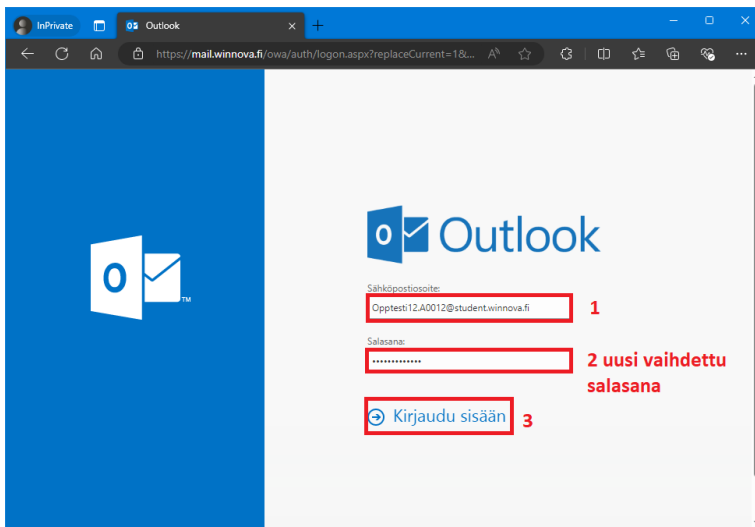 InPrivate
Outlook
https://mail.winnova.fi/owa/auth/logon.aspx?replaceCurrent=1&...
O
TM
O Outlook
Sähköpostiosoite:
Opptesti12.A0012@student.winnova.fi
1
Salasana:
•••••••••••••
2 uusi vaihdettu
salasana
Kirjaudu sisään
3